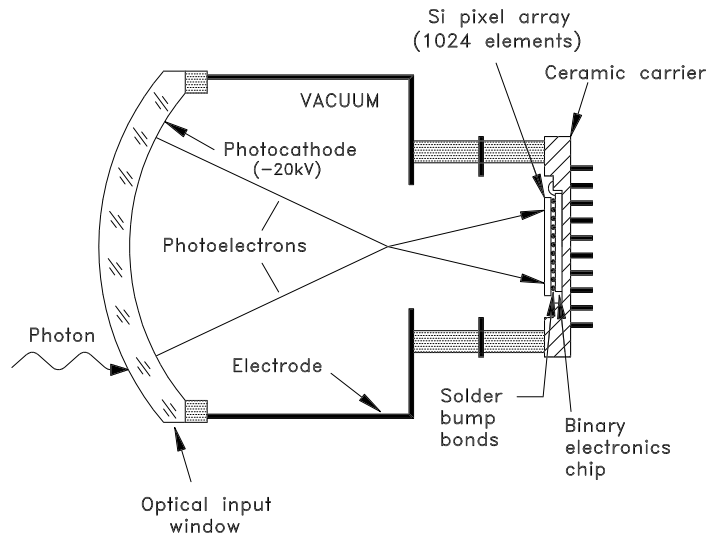 Si pixel array
(1024 elements)
Ceramic carrier
VACUUM
Photocathode
(−20kV)
Photoelectrons
Photon
Electrode
Solder
bump
bonds
Binary
electronics
chip
Optical input
window